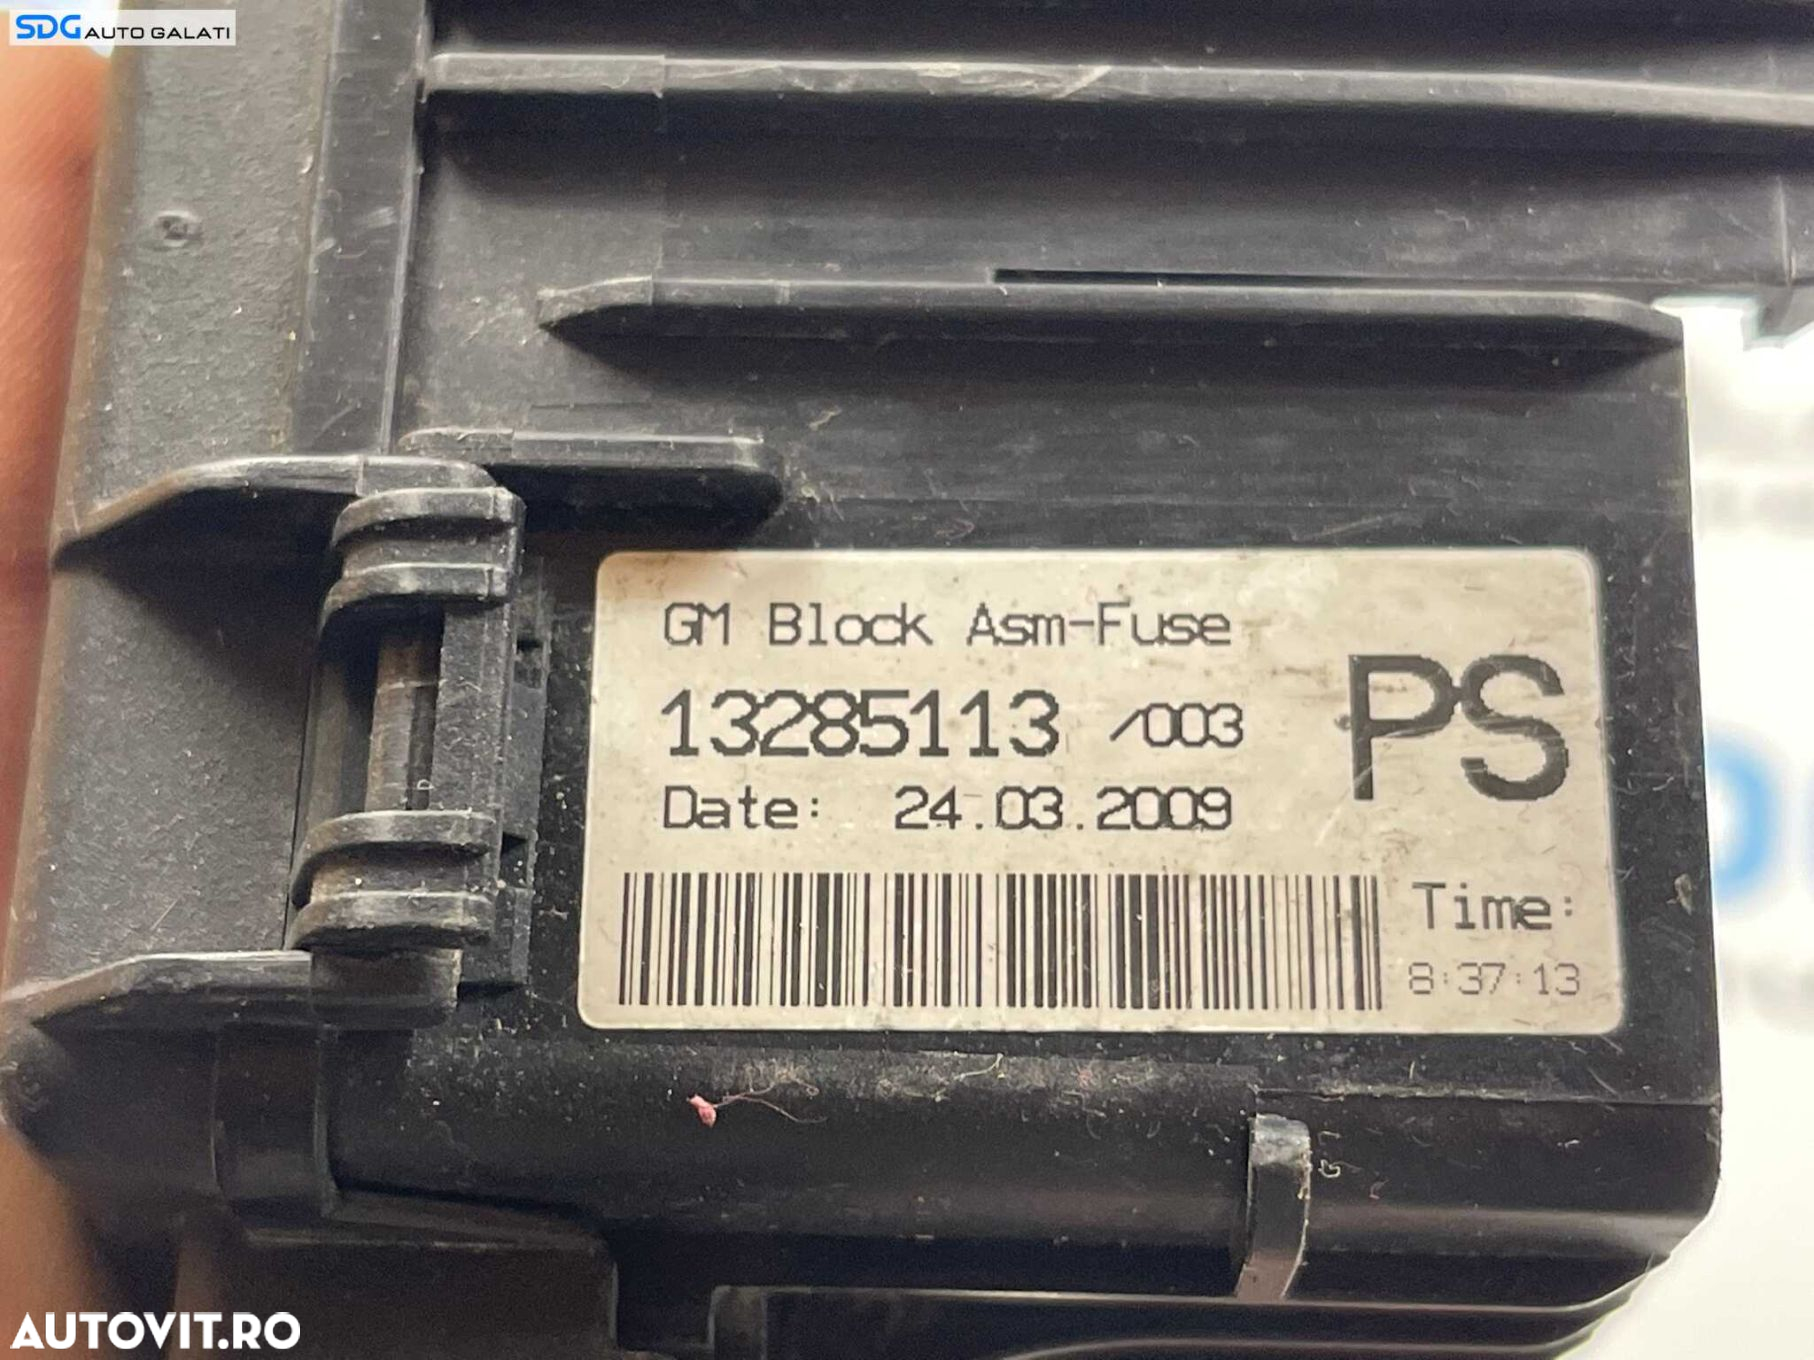 SDG AUTO GALATI
GM Block Asm-Fuse
13285113 /003
PS
Date: 24.03.2009
Time:
8:37:13
AUTOVIT.RO